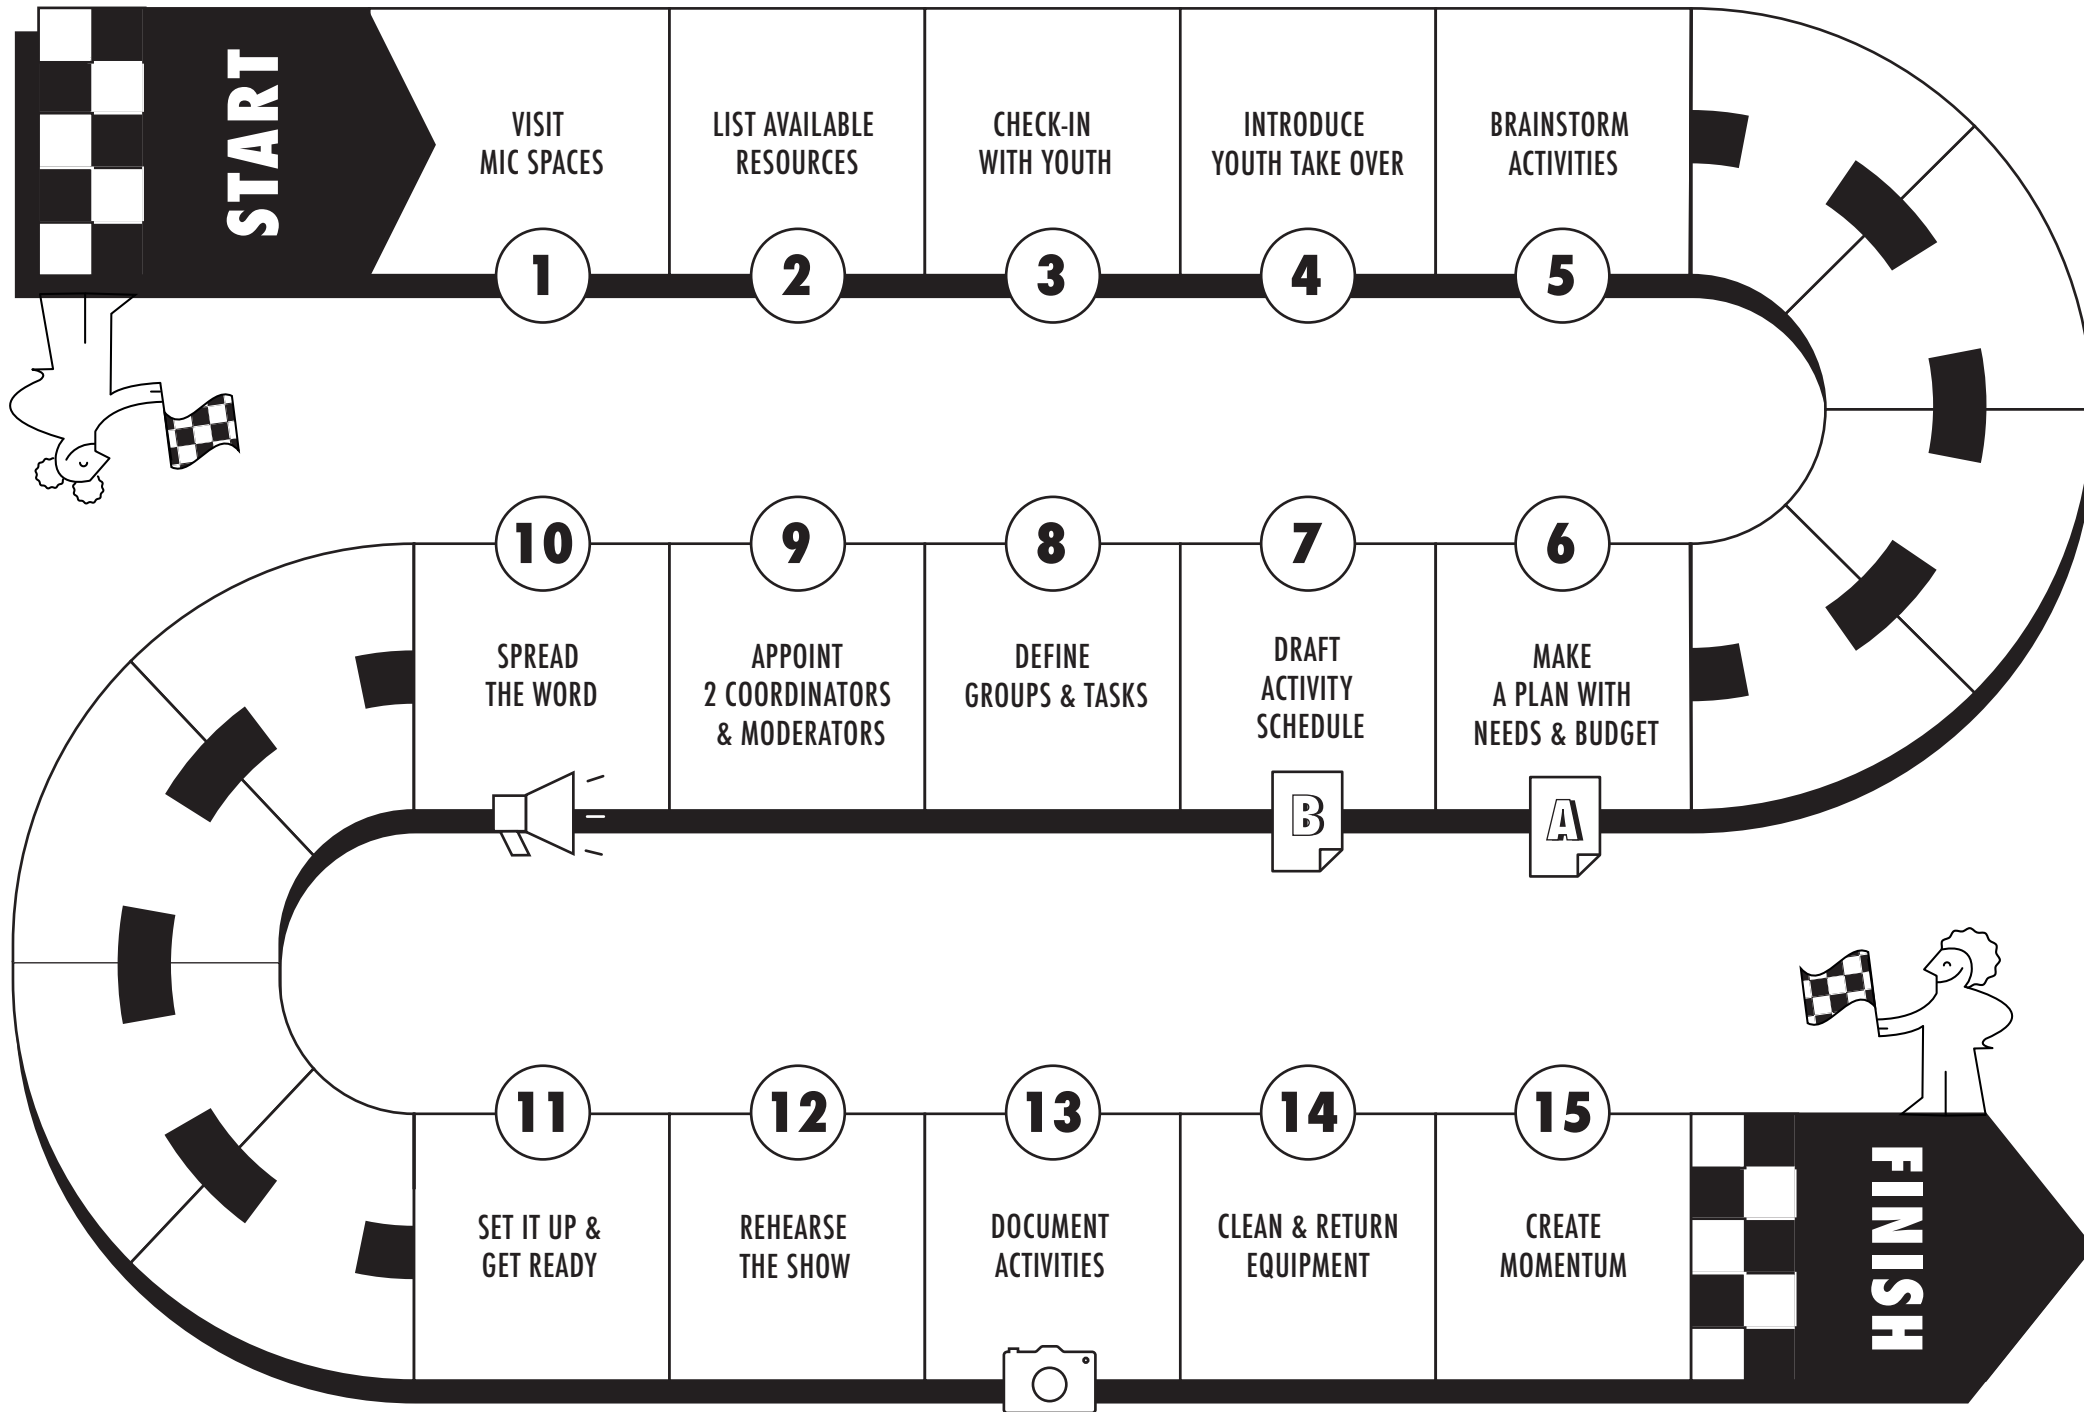 START
VISIT
MIC SPACES
1
LIST AVAILABLE
RESOURCES
2
CHECK-IN
WITH YOUTH
3
INTRODUCE
YOUTH TAKE OVER
4
BRAINSTORM
ACTIVITIES
5
6
MAKE
A PLAN WITH
NEEDS & BUDGET
A
7
DRAFT
ACTIVITY
SCHEDULE
B
8
DEFINE
GROUPS & TASKS
9
APPOINT
2 COORDINATORS
& MODERATORS
10
SPREAD
THE WORD
11
SET IT UP &
GET READY
12
REHEARSE
THE SHOW
13
DOCUMENT
ACTIVITIES
14
CLEAN & RETURN
EQUIPMENT
15
CREATE
MOMENTUM
FINISH